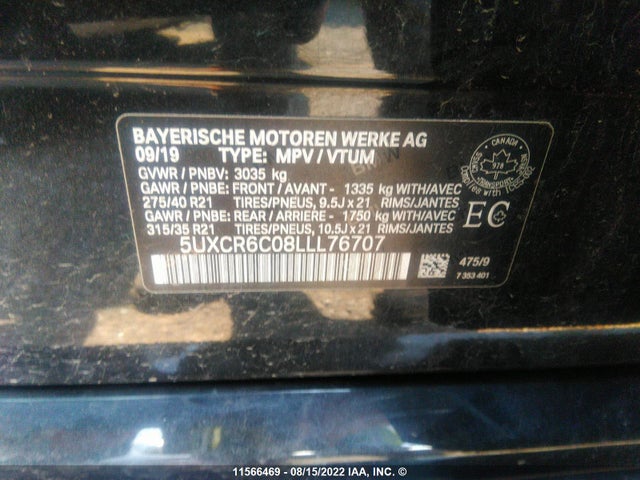 BAYERISCHE MOTOREN WERKE AG
09/19 TYPE: MPV / VTUM
GVWR / PNBV: 3035 kg
GAWR / PNBE: FRONT / AVANT - 1335 kg WITH/AVEC
275/40 R21 TIRES/PNEUS, 9.5J x 21 RIMS/JANTES
GAWR / PNBE: REAR / ARRIERE - 1750 kg WITH/AVEC
315/35 R21 TIRES/PNEUS, 10.5J x 21 RIMS/JANTES
5UXCR6C08LLL76707
CANADA
978
TRANSPORT
EC
475/9
7 353 401
11566469 - 08/15/2022 IAA, INC. ©